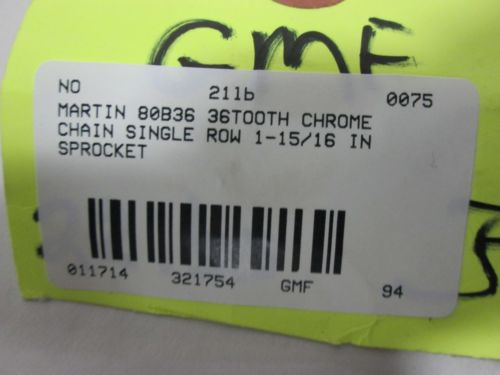 GMF
NO 21lb 0075
MARTIN 80B36 36TOOTH CHROME
CHAIN SINGLE ROW 1-15/16 IN
SPROCKET
011714 321754 GMF 94